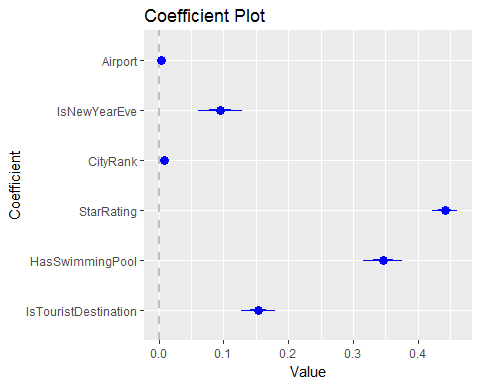 Coefficient Plot
Airport
IsNewYearEve
CityRank
StarRating
HasSwimmingPool
IsTouristDestination
Coefficient
0.0 0.1 0.2 0.3 0.4
Value